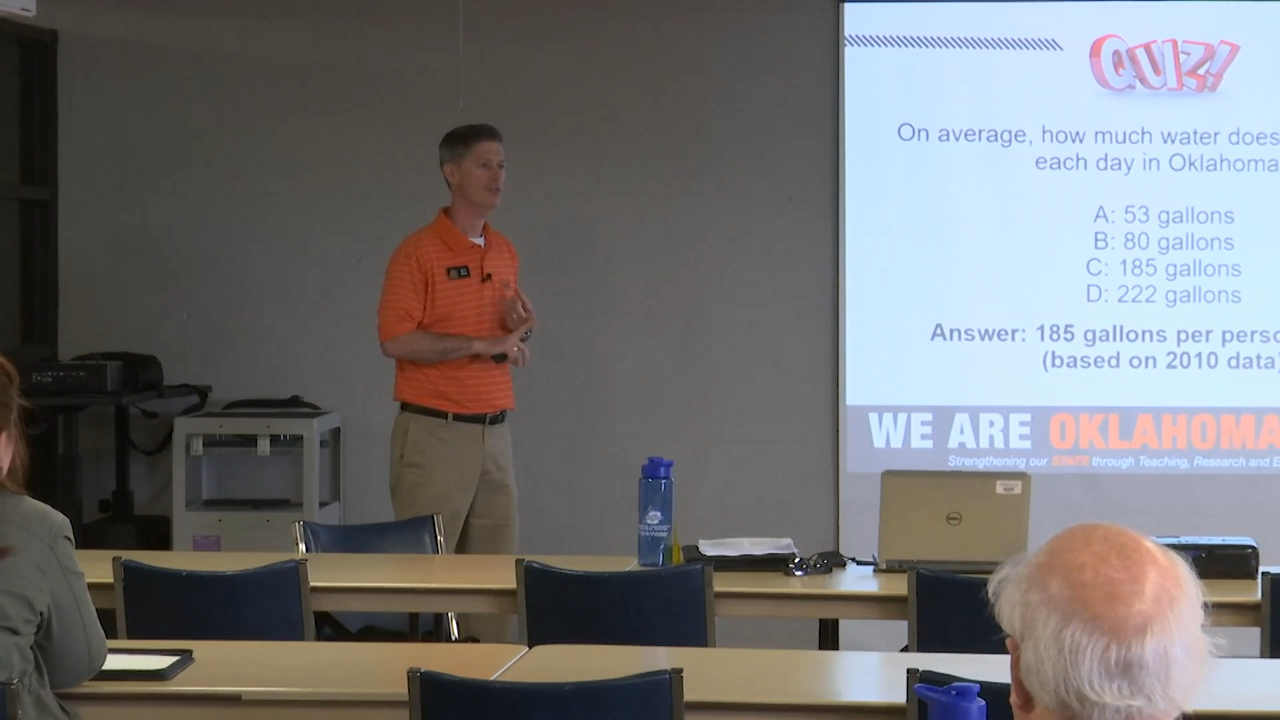 QUIZ!
On average, how much water does
each day in Oklahoma
A: 53 gallons
B: 80 gallons
C: 185 gallons
D: 222 gallons
Answer: 185 gallons per perso
(based on 2010 data)
WE ARE OKLAHOMA
Strengthening our STATE through Teaching, Research and E
DELL